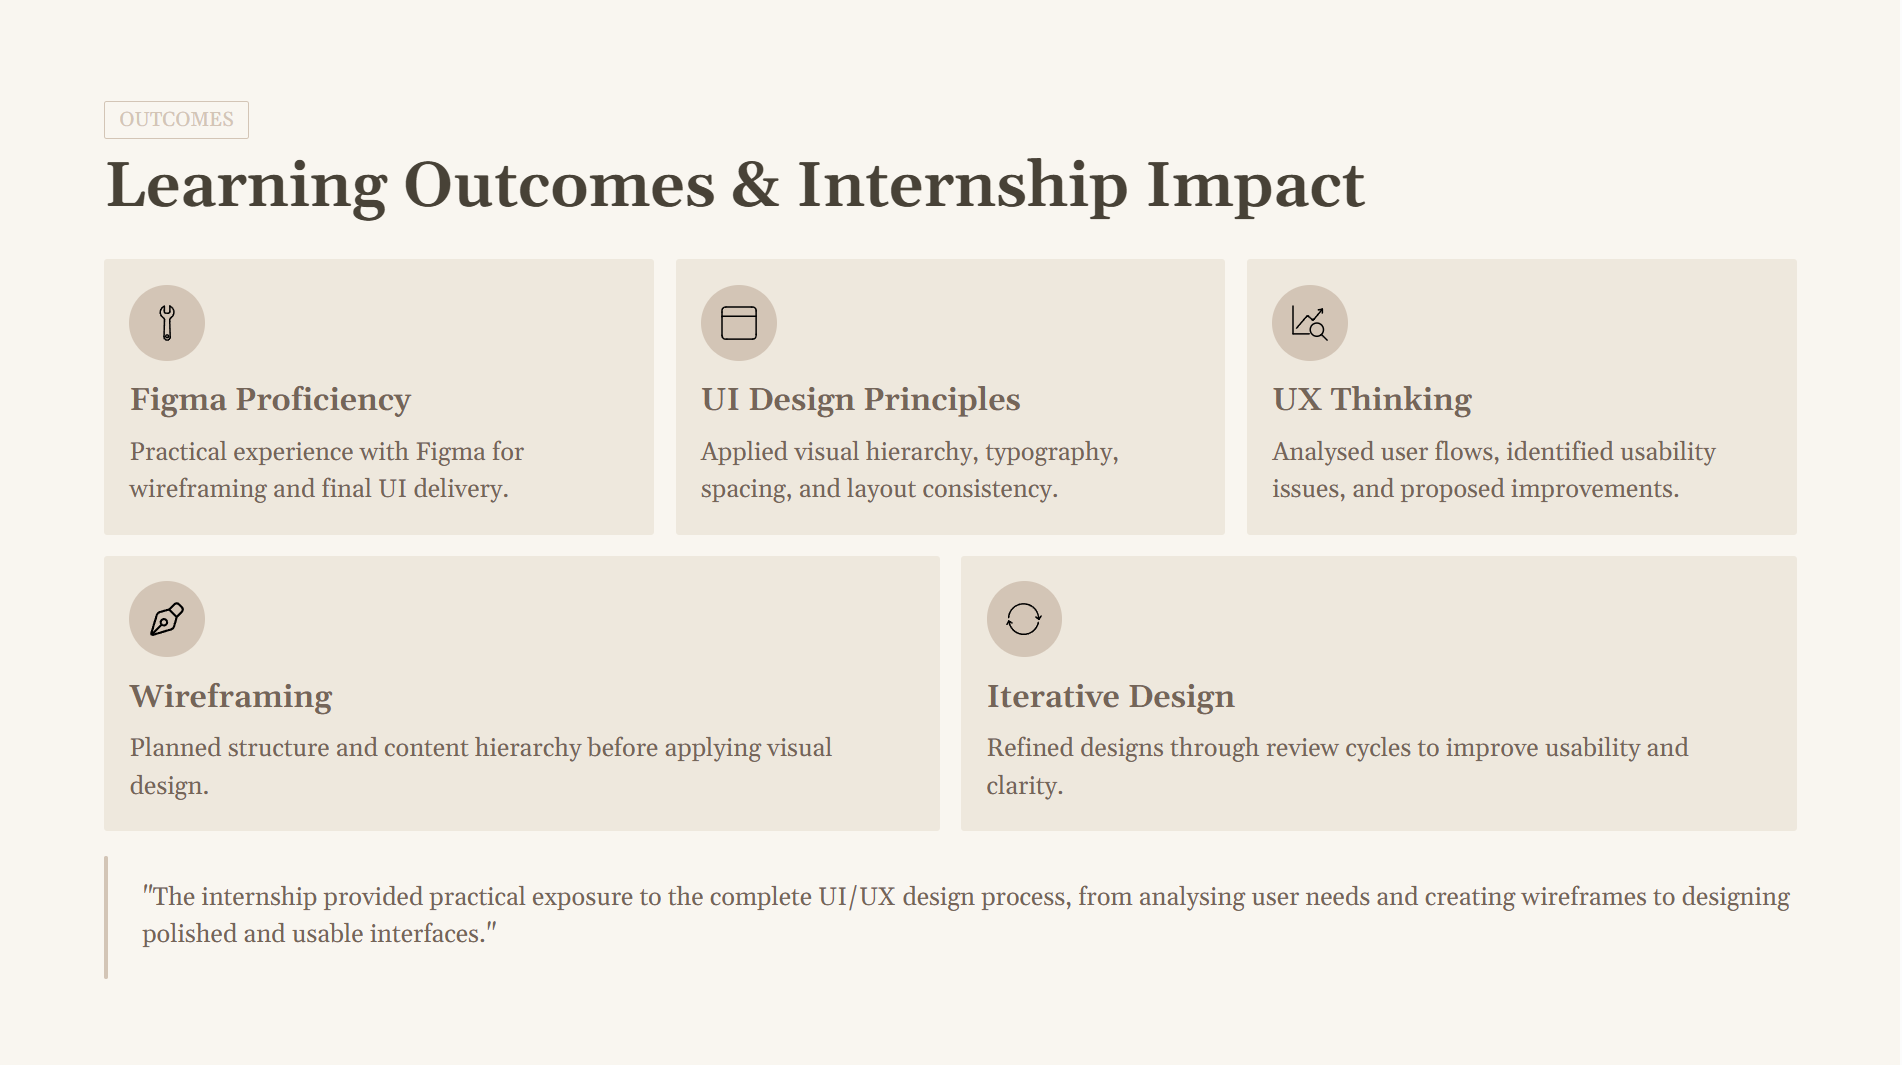 OUTCOMES
Learning Outcomes & Internship Impact
Figma Proficiency
Practical experience with Figma for
wireframing and final UI delivery.
UI Design Principles
Applied visual hierarchy, typography,
spacing, and layout consistency.
UX Thinking
Analysed user flows, identified usability
issues, and proposed improvements.
Wireframing
Planned structure and content hierarchy before applying visual
design.
Iterative Design
Refined designs through review cycles to improve usability and
clarity.
"The internship provided practical exposure to the complete UI/UX design process, from analysing user needs and creating wireframes to designing
polished and usable interfaces."